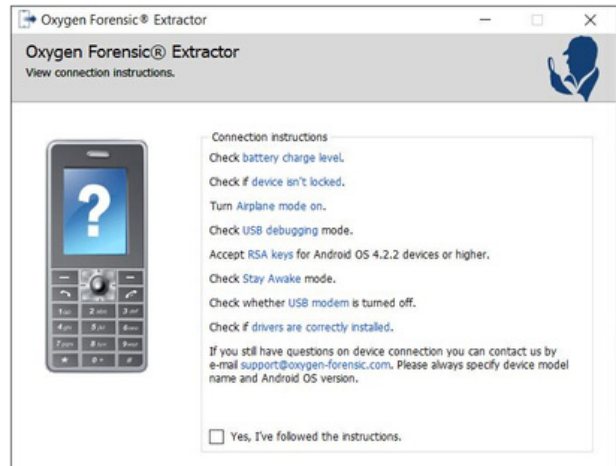 Oxygen Forensic® Extractor
Oxygen Forensic® Extractor
View connection instructions.
Connection instructions
Check battery charge level.
Check if device isn't locked.
Turn Airplane mode on.
Check USB debugging mode.
Accept RSA keys for Android OS 4.2.2 devices or higher.
Check Stay Awake mode.
Check whether USB modem is turned off.
Check if drivers are correctly installed.
If you still have questions on device connection you can contact us by
e-mail support@oxygen-forensic.com. Please always specify device model
name and Android OS version.
Yes, I've followed the instructions.
?